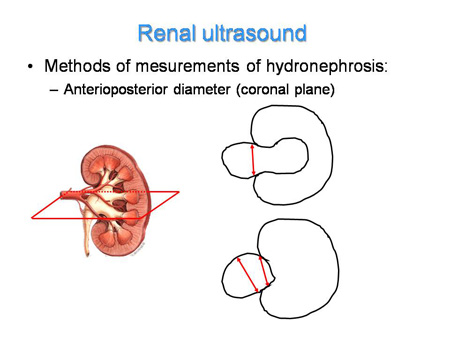 Renal ultrasound
• Methods of mesurements of hydronephrosis:
– Anterioposterior diameter (coronal plane)